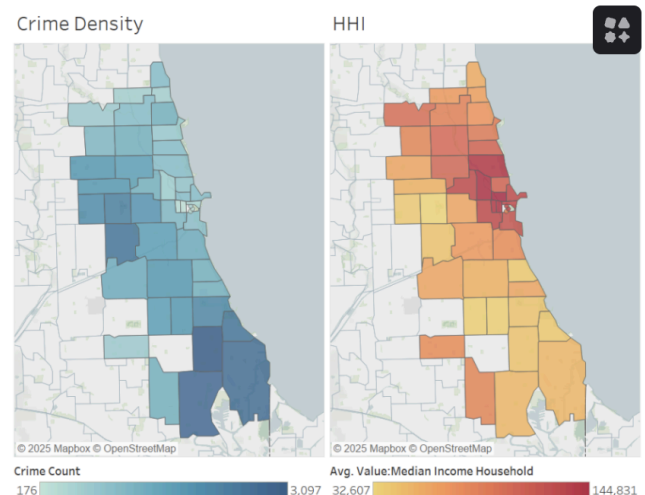 Crime Density
HHI
© 2025 Mapbox © OpenStreetMap
© 2025 Mapbox © OpenStreetMap
Crime Count
176
3,097
Avg. Value:Median Income Household
32,607
144,831